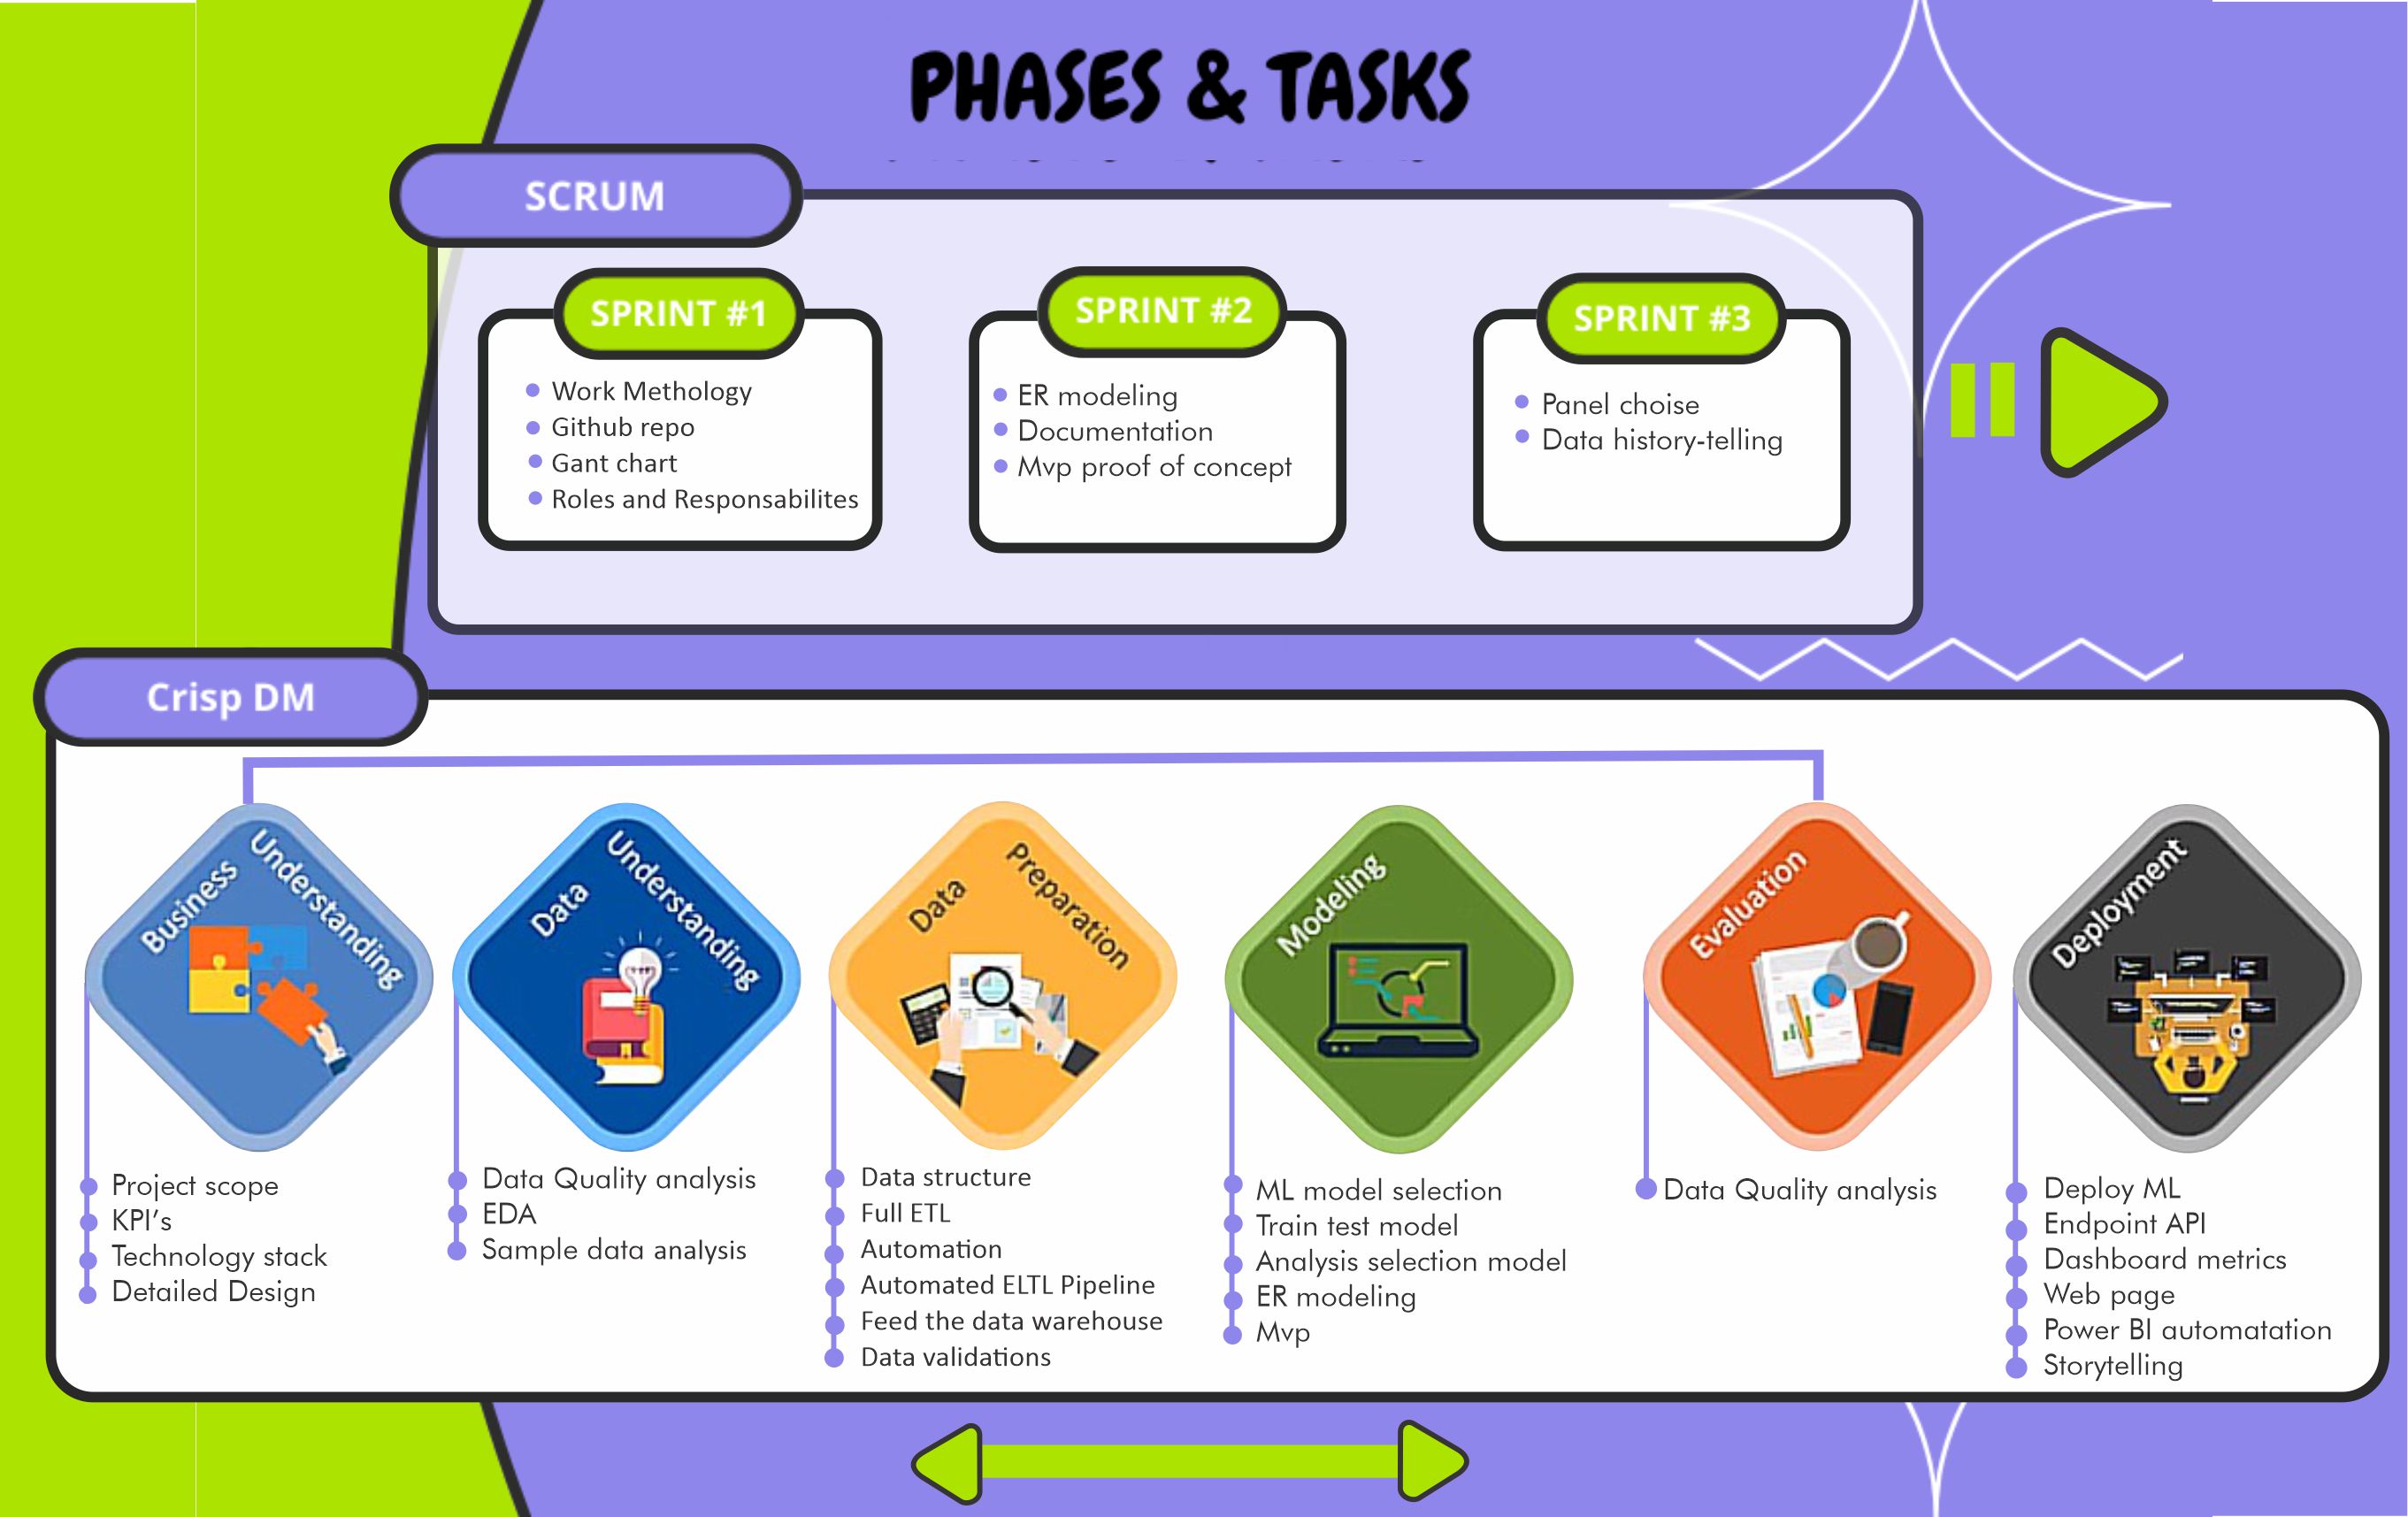 PHASES & TASKS
SCRUM
SPRINT #1
Work Methology
Github repo
Gant chart
Roles and Responsabilites
SPRINT #2
ER modeling
Documentation
Mvp proof of concept
SPRINT #3
Panel choise
Data history-telling
Crisp DM
Business
Understanding
Project scope
KPI's
Technology stack
Detailed Design
Data
Understanding
Data Quality analysis
EDA
Sample data analysis
Data
Preparation
Data structure
Full ETL
Automation
Automated ELTL Pipeline
Feed the data warehouse
Data validations
Modeling
ML model selection
Train test model
Analysis selection model
ER modeling
Mvp
Evaluation
Data Quality analysis
Deployment
Deploy ML
Endpoint API
Dashboard metrics
Web page
Power BI automatation
Storytelling